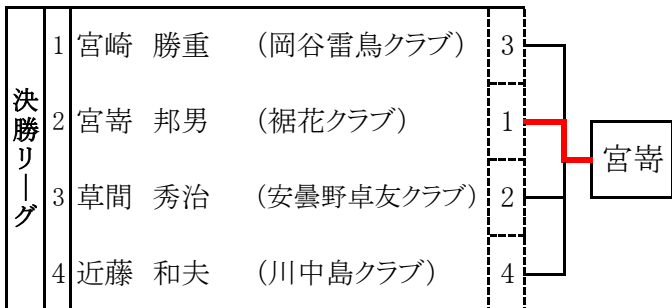 決勝リーグ
1 宮崎 勝重 (岡谷雷鳥クラブ) 3
2 宮嵜 邦男 (裾花クラブ) 1
3 草間 秀治 (安曇野卓友クラブ) 2
4 近藤 和夫 (川中島クラブ) 4
宮嵜